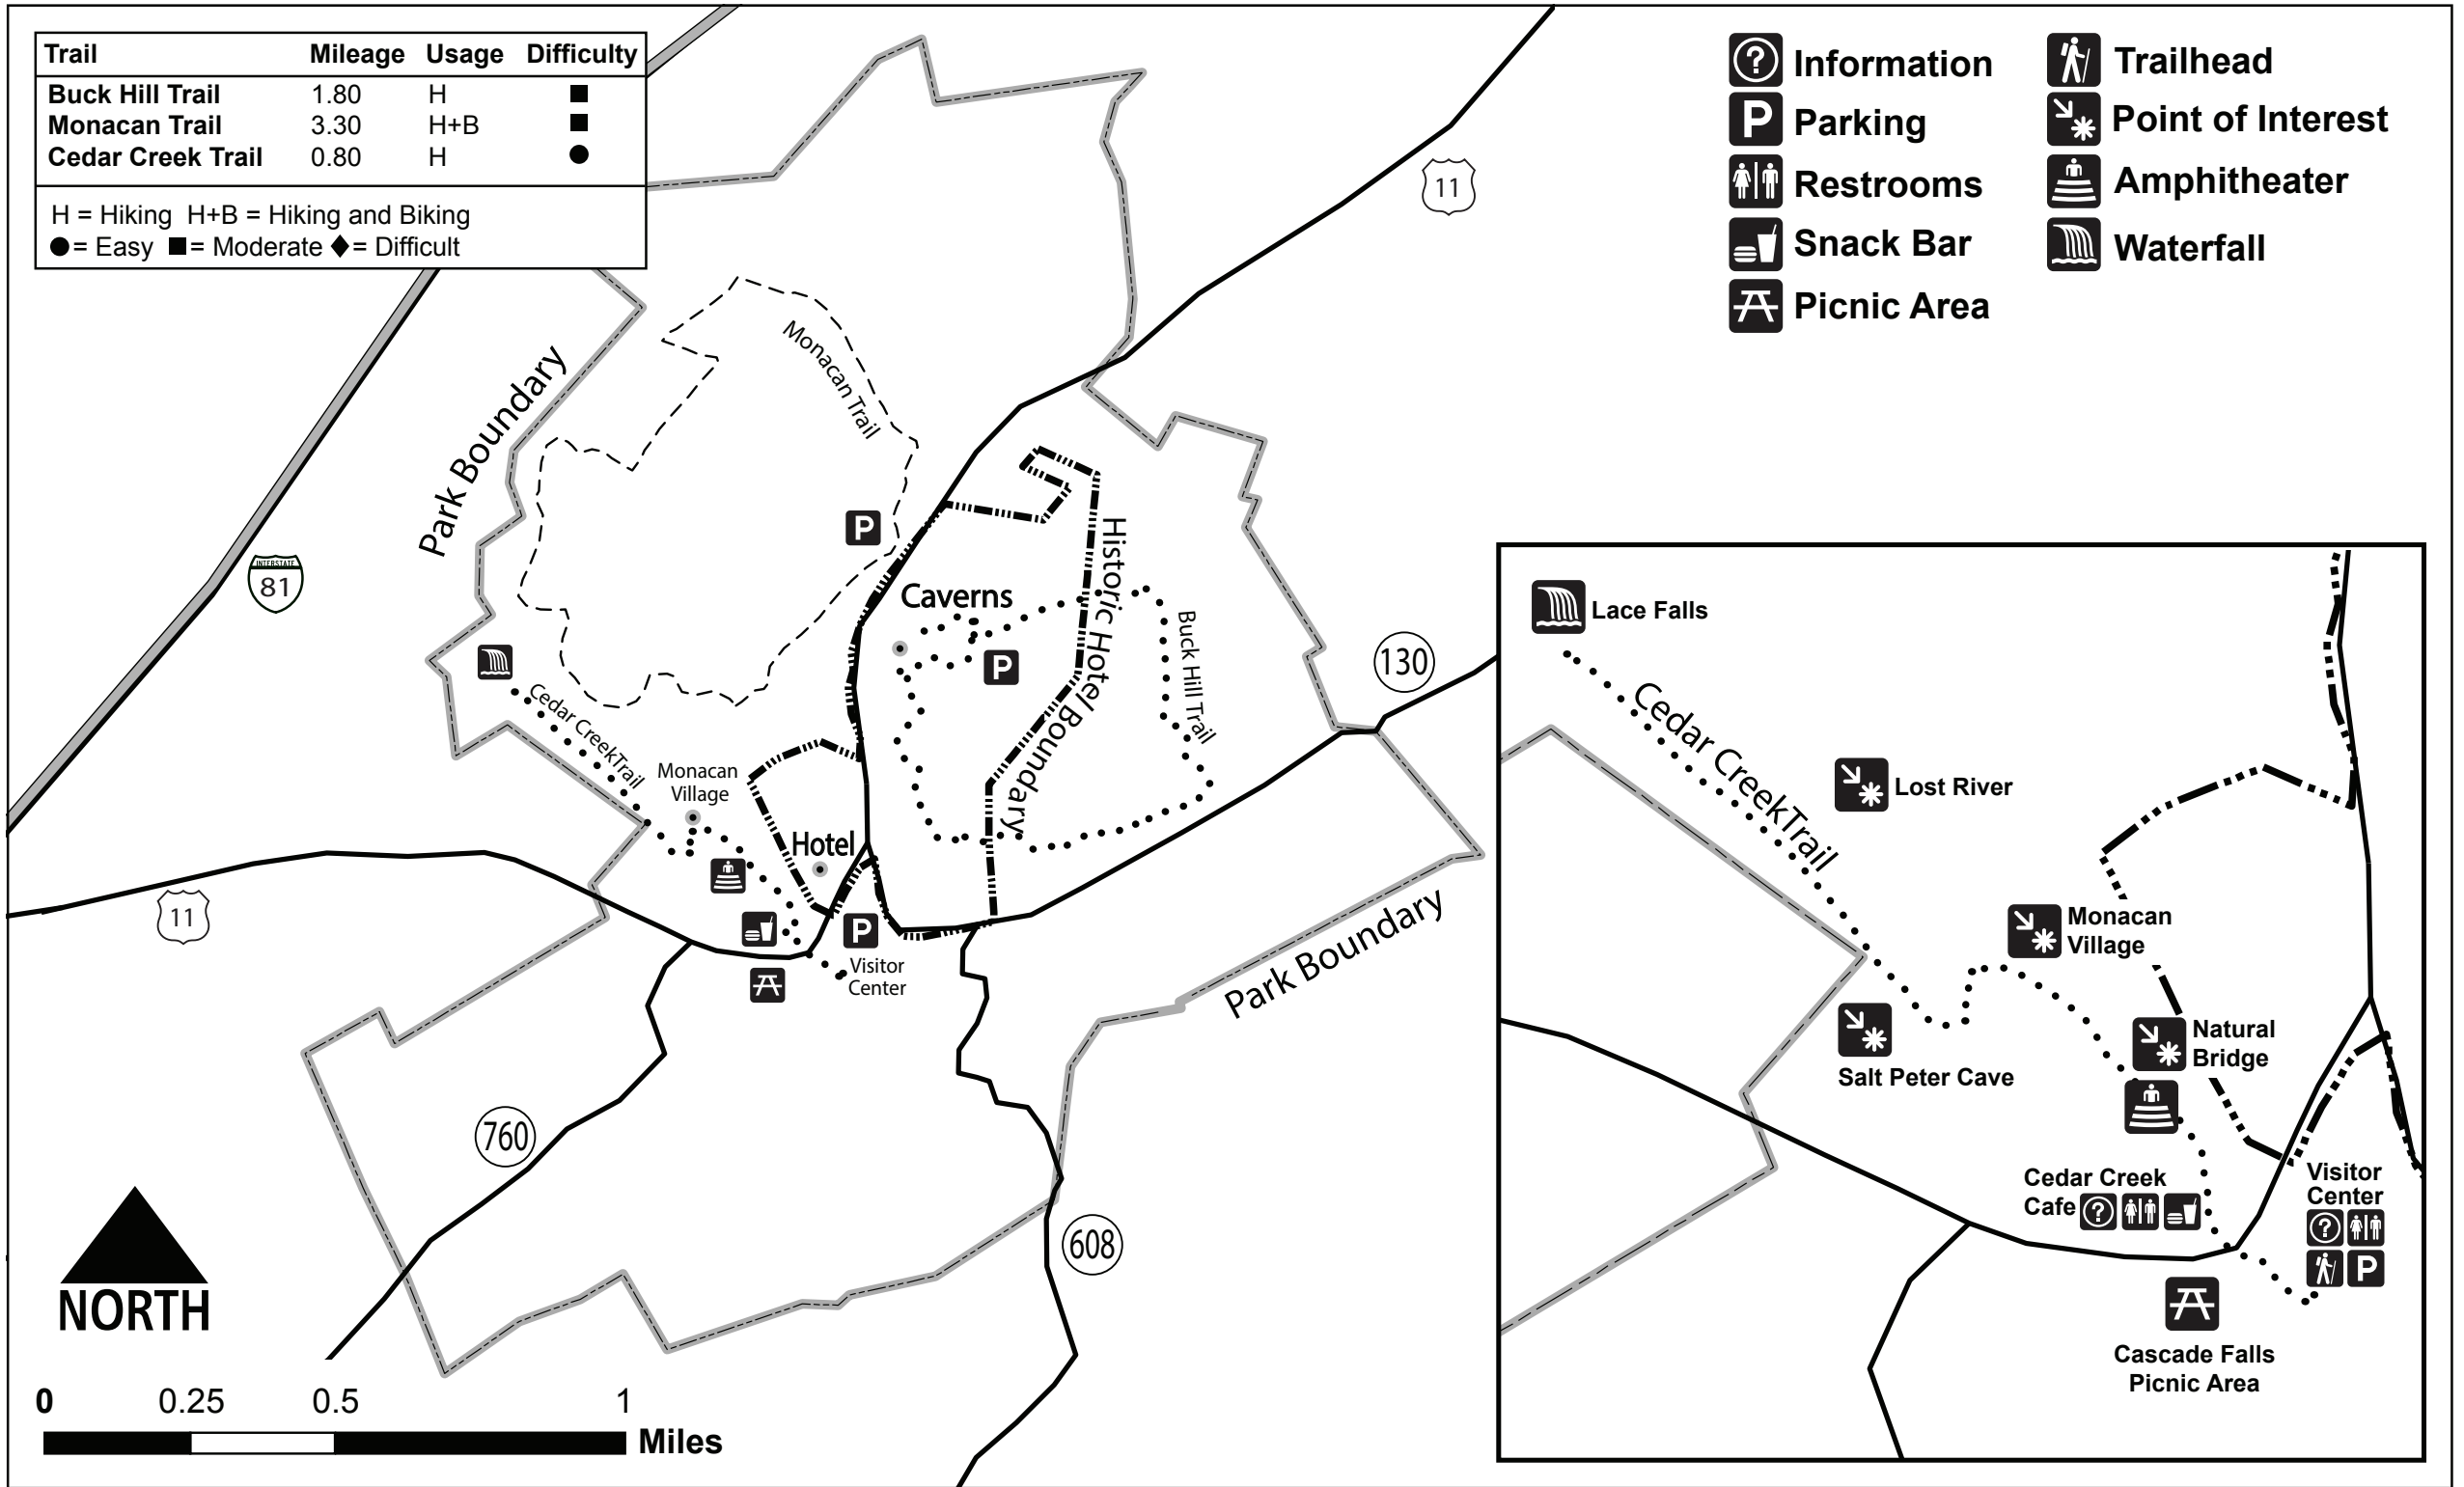 Trail Mileage Usage Difficulty
Buck Hill Trail 1.80 H ■
Monacan Trail 3.30 H+B ■
Cedar Creek Trail 0.80 H ●
H = Hiking H+B = Hiking and Biking
●= Easy ■= Moderate ♦= Difficult
? Information
P Parking
Restrooms
Snack Bar
Picnic Area
Trailhead
Point of Interest
Amphitheater
Waterfall
11
Monacan Trail
Park Boundary
INTERSTATE
81
P
Caverns
P
Historic Hotel Boundary
Buck Hill Trail
130
Cedar CreekTrail
Monacan
Village
Hotel
11
P
Visitor
Center
Park Boundary
760
608
NORTH
0 0.25 0.5 1
Miles
Lace Falls
Cedar CreekTrail
Lost River
Monacan
Village
Natural
Bridge
Salt Peter Cave
Cedar Creek
Cafe ?
Visitor
Center
?
P
Cascade Falls
Picnic Area